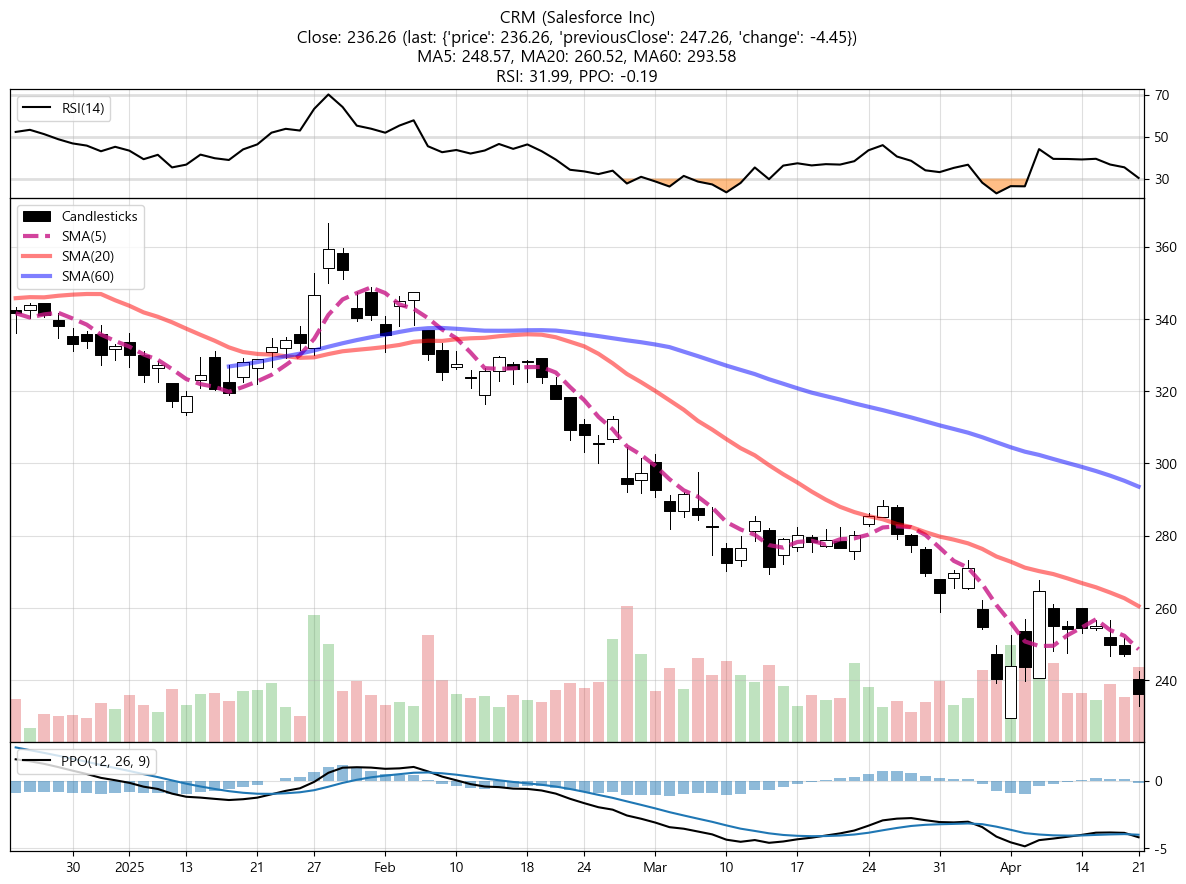 CRM (Salesforce Inc)
Close: 236.26 (last: {'price': 236.26, 'previousClose': 247.26, 'change': -4.45})
MA5: 248.57, MA20: 260.52, MA60: 293.58
RSI: 31.99, PPO: -0.19
RSI(14)
70
50
30
Candlesticks
SMA(5)
SMA(20)
SMA(60)
360
340
320
300
280
260
240
PPO(12, 26, 9)
0
-5
30 2025 13 21 27 Feb 10 18 24 Mar 10 17 24 31 Apr 14 21